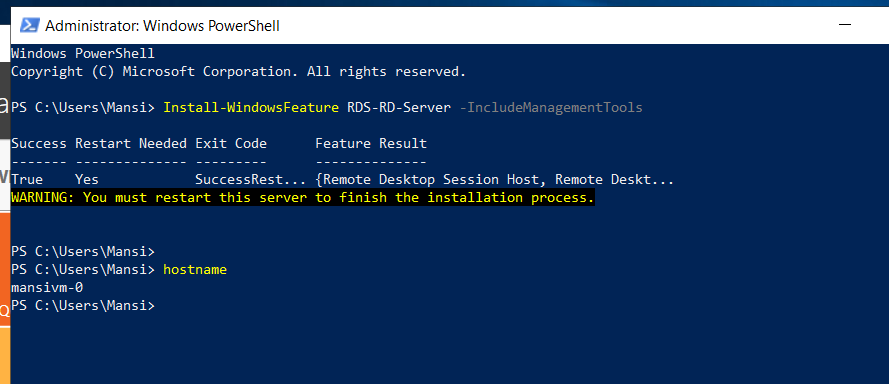 Administrator: Windows PowerShell
Windows PowerShell
Copyright (C) Microsoft Corporation. All rights reserved.
PS C:\Users\Mansi> Install-WindowsFeature RDS-RD-Server -IncludeManagementTools
Success Restart Needed Exit Code      Feature Result
------- -------------- ---------      --------------
True    Yes            SuccessRest... {Remote Desktop Session Host, Remote Deskt...
WARNING: You must restart this server to finish the installation process.
PS C:\Users\Mansi>
PS C:\Users\Mansi> hostname
mansivm-0
PS C:\Users\Mansi>